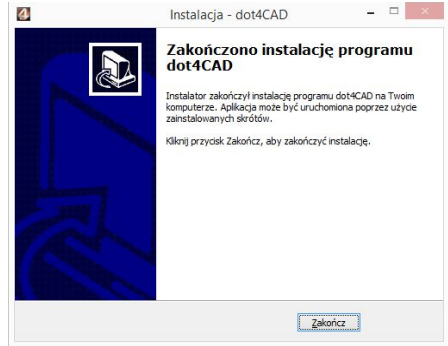 Instalacja - dot4CAD
Zakończono instalację programu
dot4CAD
Instalator zakończył instalację programu dot4CAD na Twoim
komputerze. Aplikacja może być uruchomiona poprzez użycie
zainstalowanych skrótów.
Kliknij przycisk Zakończ, aby zakończyć instalację.
Zakończ